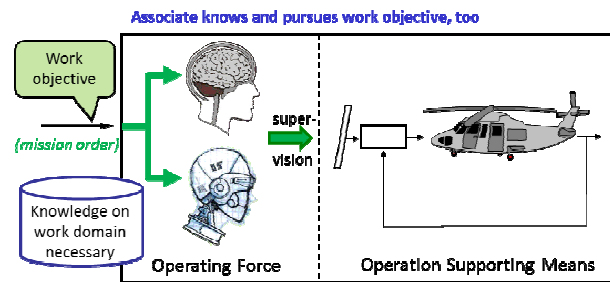 Associate knows and pursues work objective, too
Work
objective
{mission order}
super-
vision
Knowledge on
work domain
necessary
Operating Force
Operation Supporting Means